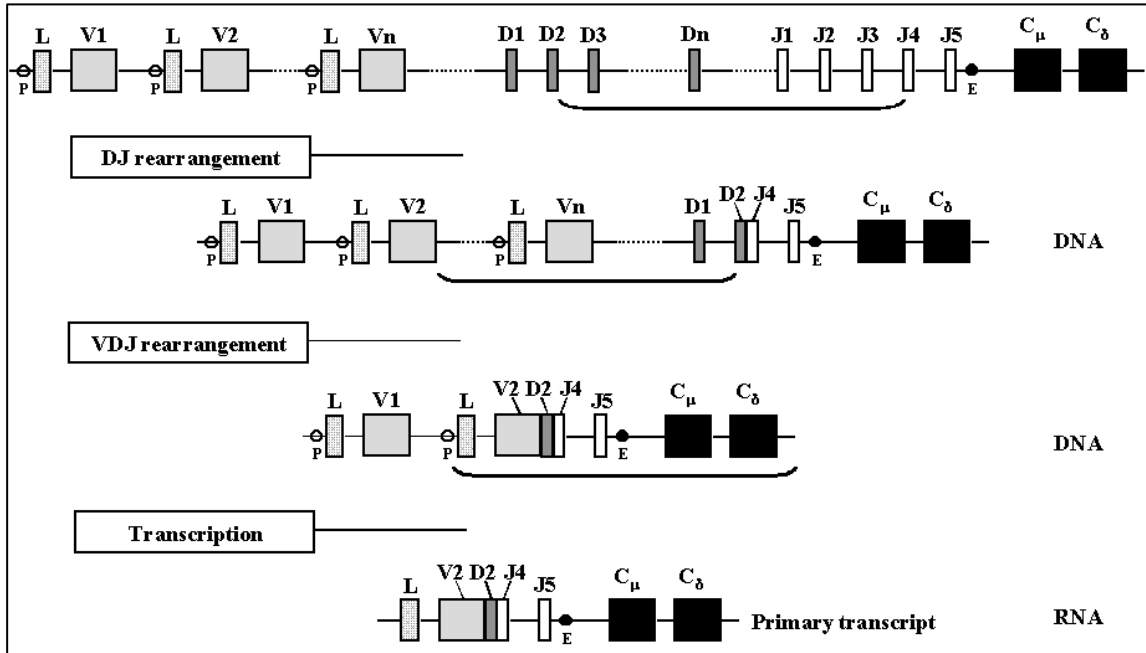 L V1 L V2 L Vn D1 D2 D3 Dn J1 J2 J3 J4 J5 Cμ Cδ
P P P E
DJ rearrangement
L V1 L V2 L Vn D1 D2 J4 J5 Cμ Cδ
DNA
P P P E
VDJ rearrangement
L V1 L V2 D2 J4 J5 Cμ Cδ
DNA
P P E
Transcription
L V2 D2 J4 J5 Cμ Cδ
Primary transcript RNA
E